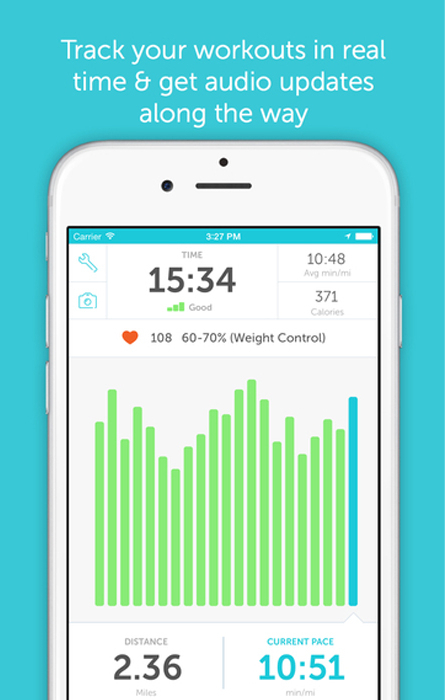 Track your workouts in real
time & get audio updates
along the way
Carrier 3:27 PM
TIME
15:34
Good
10:48
Avg min/mi
371
Calories
108 60-70% (Weight Control)
DISTANCE
2.36
Miles
CURRENT PACE
10:51
min/mi